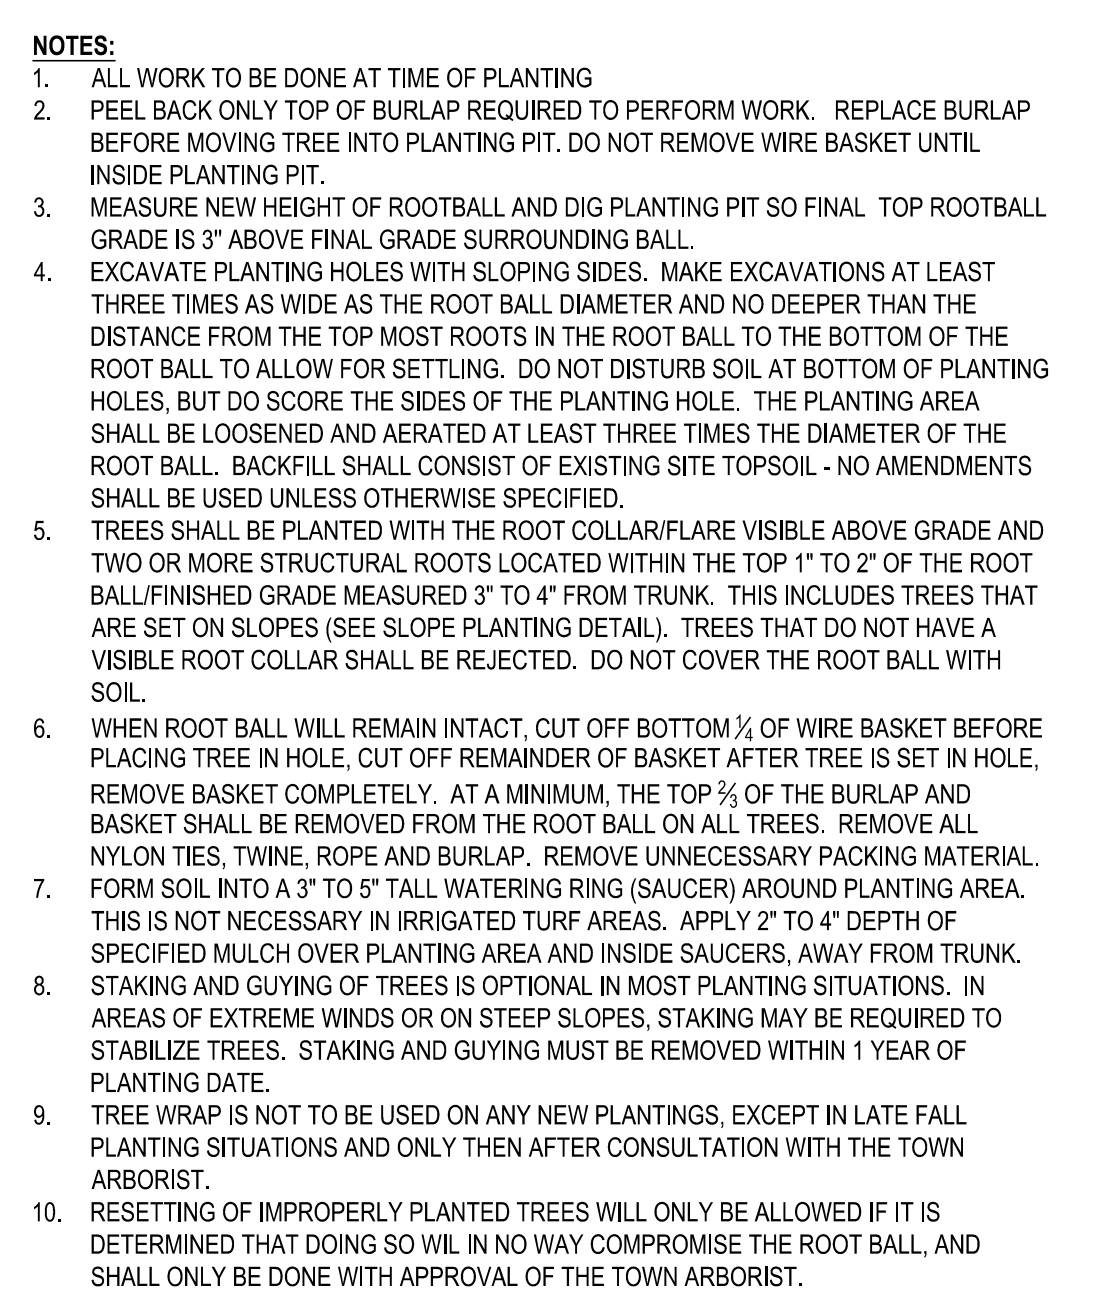 NOTES:
1. ALL WORK TO BE DONE AT TIME OF PLANTING
2. PEEL BACK ONLY TOP OF BURLAP REQUIRED TO PERFORM WORK. REPLACE BURLAP
BEFORE MOVING TREE INTO PLANTING PIT. DO NOT REMOVE WIRE BASKET UNTIL
INSIDE PLANTING PIT.
3. MEASURE NEW HEIGHT OF ROOTBALL AND DIG PLANTING PIT SO FINAL TOP ROOTBALL
GRADE IS 3" ABOVE FINAL GRADE SURROUNDING BALL.
4. EXCAVATE PLANTING HOLES WITH SLOPING SIDES. MAKE EXCAVATIONS AT LEAST
THREE TIMES AS WIDE AS THE ROOT BALL DIAMETER AND NO DEEPER THAN THE
DISTANCE FROM THE TOP MOST ROOTS IN THE ROOT BALL TO THE BOTTOM OF THE
ROOT BALL TO ALLOW FOR SETTLING. DO NOT DISTURB SOIL AT BOTTOM OF PLANTING
HOLES, BUT DO SCORE THE SIDES OF THE PLANTING HOLE. THE PLANTING AREA
SHALL BE LOOSENED AND AERATED AT LEAST THREE TIMES THE DIAMETER OF THE
ROOT BALL. BACKFILL SHALL CONSIST OF EXISTING SITE TOPSOIL - NO AMENDMENTS
SHALL BE USED UNLESS OTHERWISE SPECIFIED.
5. TREES SHALL BE PLANTED WITH THE ROOT COLLAR/FLARE VISIBLE ABOVE GRADE AND
TWO OR MORE STRUCTURAL ROOTS LOCATED WITHIN THE TOP 1" TO 2" OF THE ROOT
BALL/FINISHED GRADE MEASURED 3" TO 4" FROM TRUNK. THIS INCLUDES TREES THAT
ARE SET ON SLOPES (SEE SLOPE PLANTING DETAIL). TREES THAT DO NOT HAVE A
VISIBLE ROOT COLLAR SHALL BE REJECTED. DO NOT COVER THE ROOT BALL WITH
SOIL.
6. WHEN ROOT BALL WILL REMAIN INTACT, CUT OFF BOTTOM ¼ OF WIRE BASKET BEFORE
PLACING TREE IN HOLE, CUT OFF REMAINDER OF BASKET AFTER TREE IS SET IN HOLE,
REMOVE BASKET COMPLETELY. AT A MINIMUM, THE TOP ⅔ OF THE BURLAP AND
BASKET SHALL BE REMOVED FROM THE ROOT BALL ON ALL TREES. REMOVE ALL
NYLON TIES, TWINE, ROPE AND BURLAP. REMOVE UNNECESSARY PACKING MATERIAL.
7. FORM SOIL INTO A 3" TO 5" TALL WATERING RING (SAUCER) AROUND PLANTING AREA.
THIS IS NOT NECESSARY IN IRRIGATED TURF AREAS. APPLY 2" TO 4" DEPTH OF
SPECIFIED MULCH OVER PLANTING AREA AND INSIDE SAUCERS, AWAY FROM TRUNK.
8. STAKING AND GUYING OF TREES IS OPTIONAL IN MOST PLANTING SITUATIONS. IN
AREAS OF EXTREME WINDS OR ON STEEP SLOPES, STAKING MAY BE REQUIRED TO
STABILIZE TREES. STAKING AND GUYING MUST BE REMOVED WITHIN 1 YEAR OF
PLANTING DATE.
9. TREE WRAP IS NOT TO BE USED ON ANY NEW PLANTINGS, EXCEPT IN LATE FALL
PLANTING SITUATIONS AND ONLY THEN AFTER CONSULTATION WITH THE TOWN
ARBORIST.
10. RESETTING OF IMPROPERLY PLANTED TREES WILL ONLY BE ALLOWED IF IT IS
DETERMINED THAT DOING SO WIL IN NO WAY COMPROMISE THE ROOT BALL, AND
SHALL ONLY BE DONE WITH APPROVAL OF THE TOWN ARBORIST.